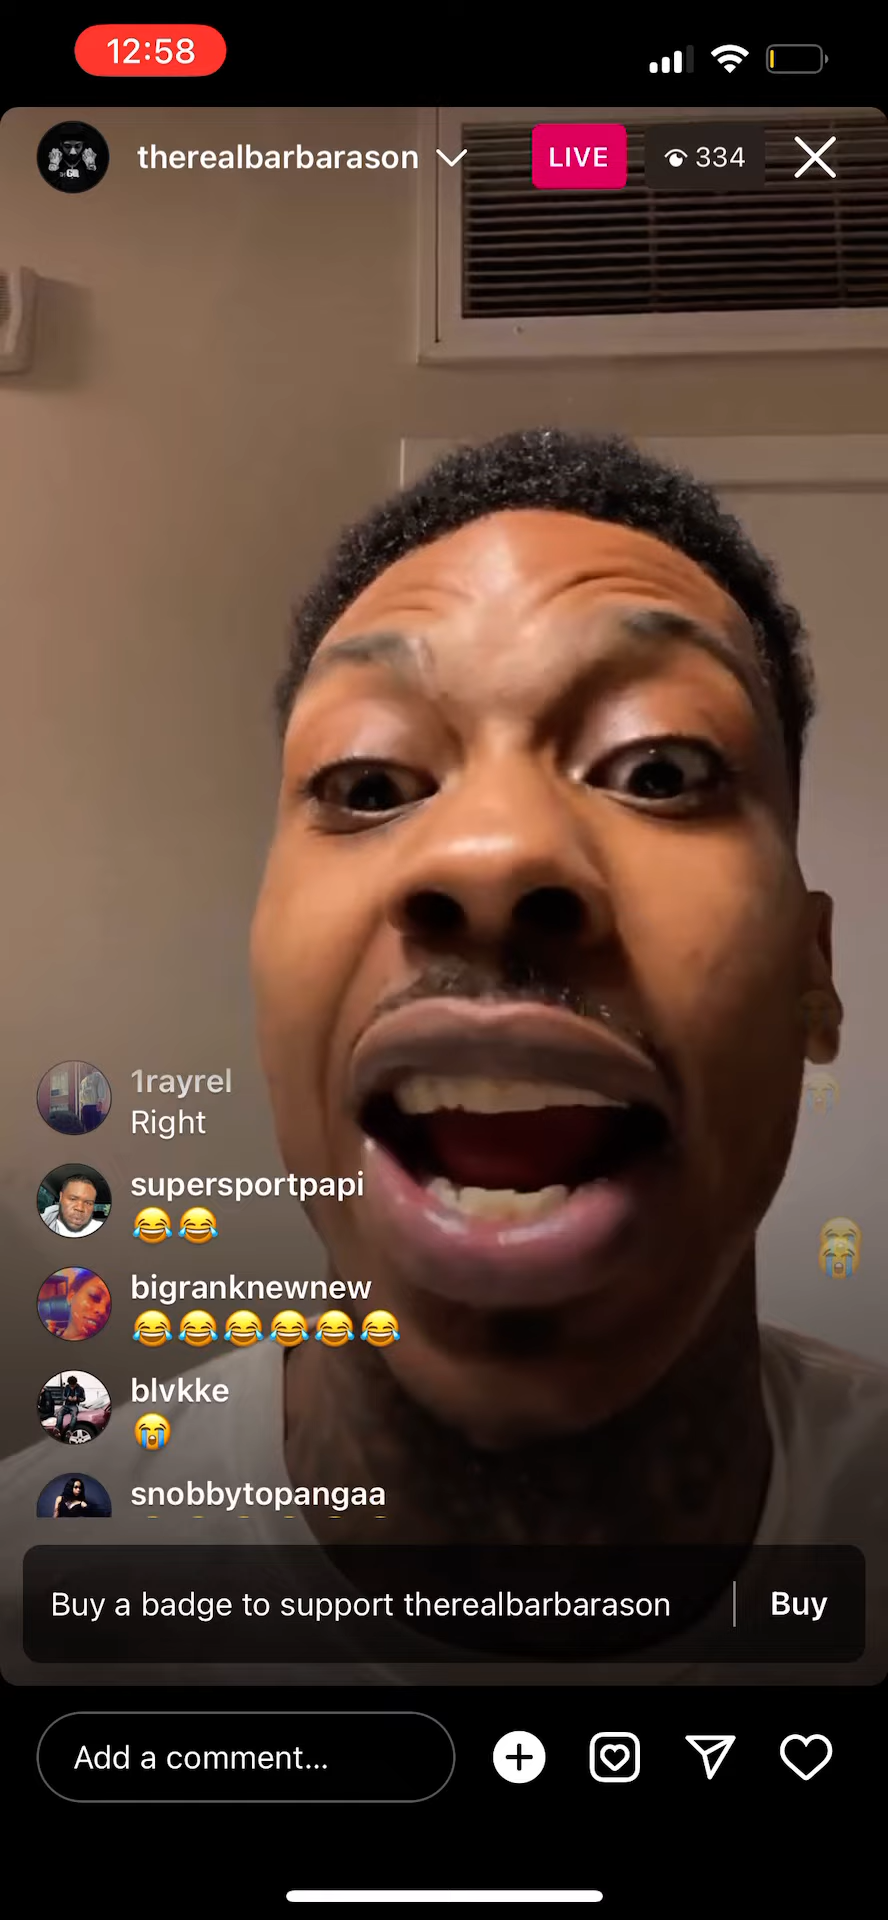 12:58
therealbarbarason
LIVE
334
1rayrel
Right
supersportpapi
😂😂
bigranknewnew
😂😂😂😂😂😂
blvkke
😭
snobbytopangaa
Buy a badge to support therealbarbarason
Buy
Add a comment...